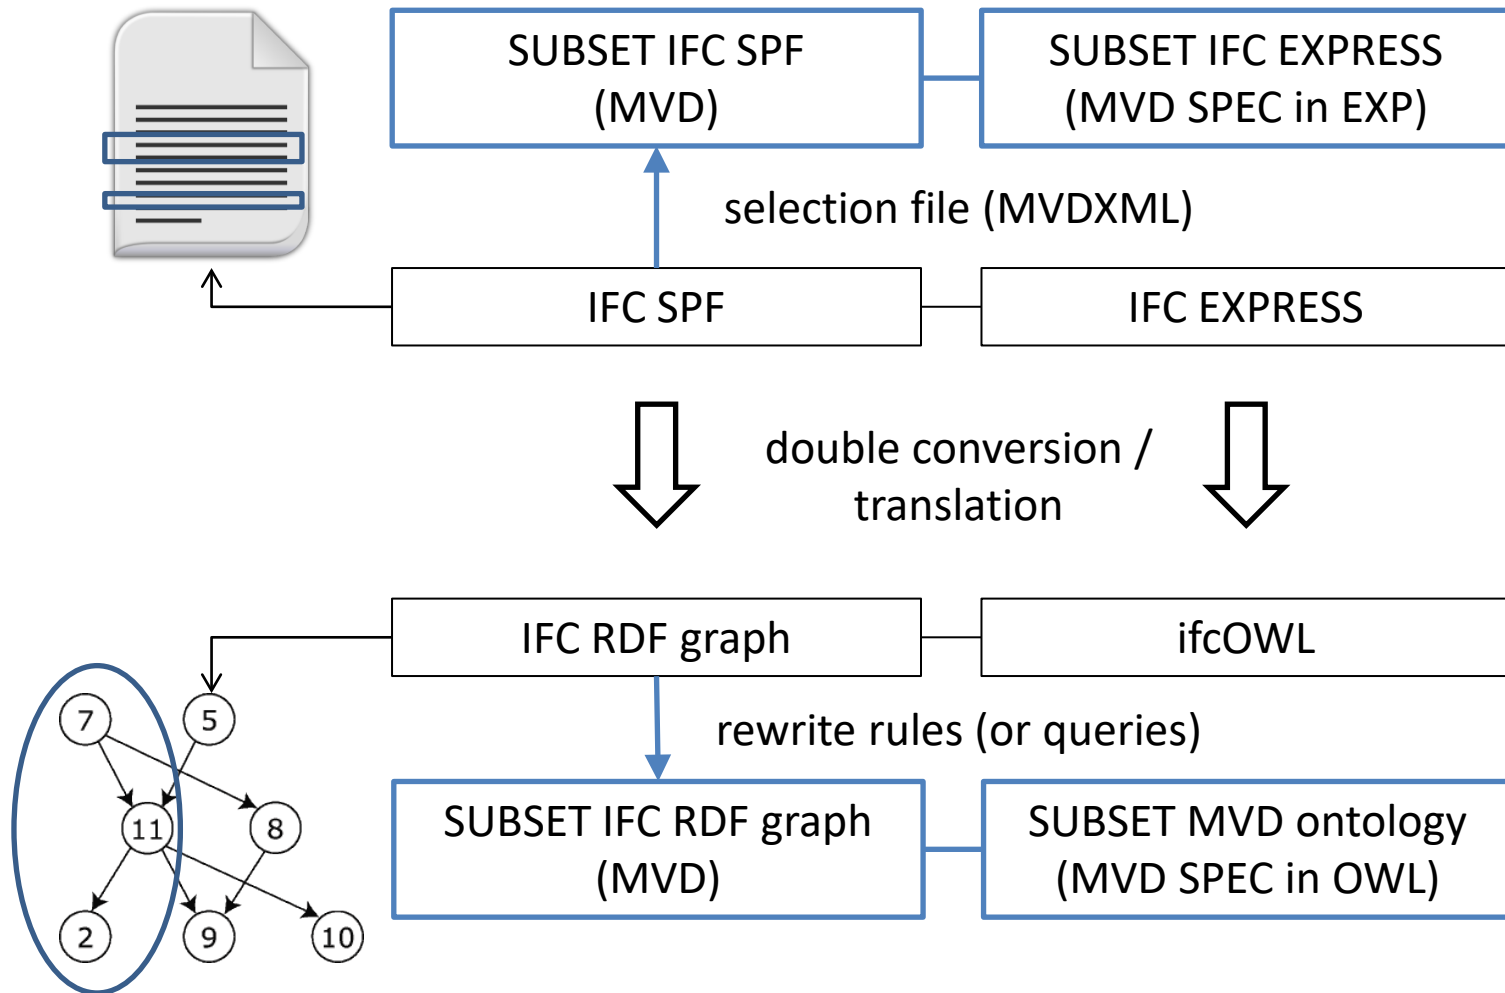 SUBSET IFC SPF
(MVD)
SUBSET IFC EXPRESS
(MVD SPEC in EXP)
selection file (MVDXML)
IFC SPF
IFC EXPRESS
double conversion /
translation
IFC RDF graph
ifcOWL
7
5
rewrite rules (or queries)
11
8
SUBSET IFC RDF graph
(MVD)
SUBSET MVD ontology
(MVD SPEC in OWL)
2
9
10